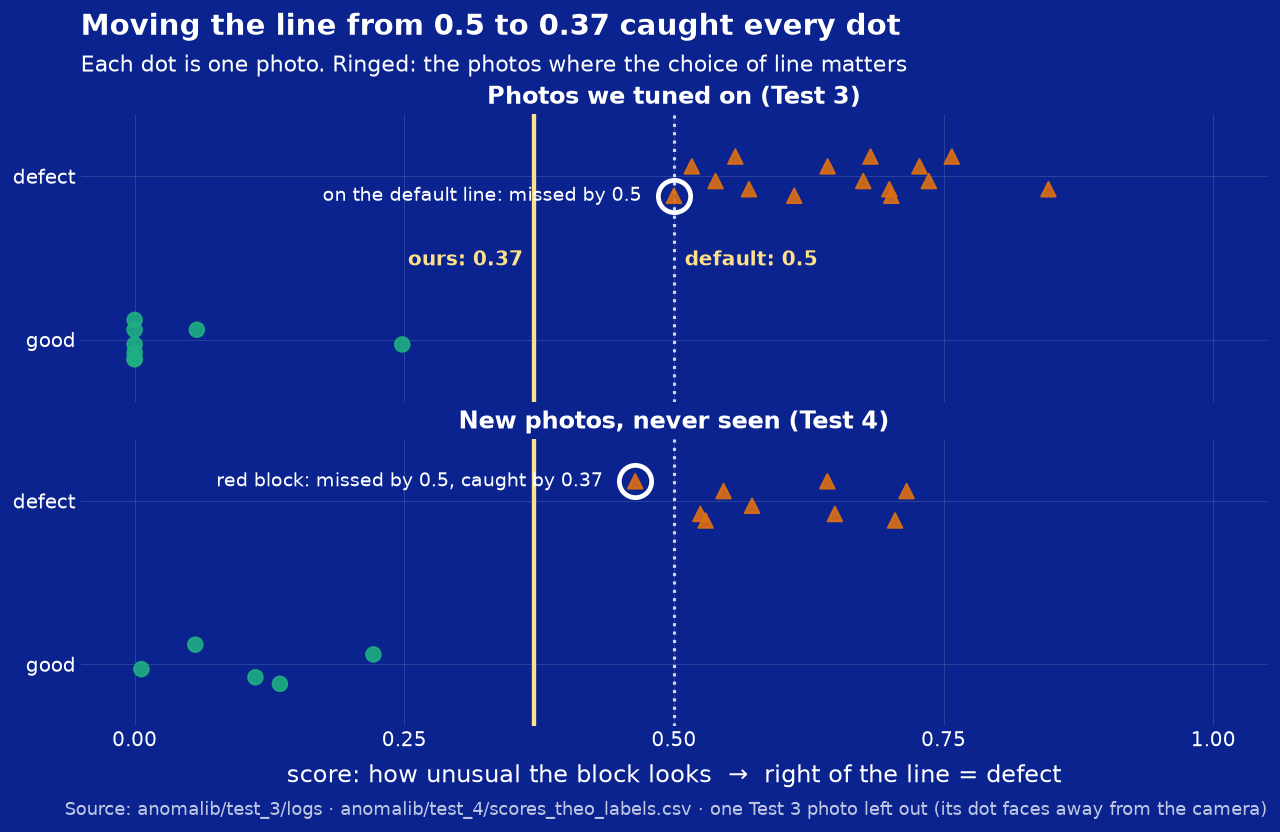 Moving the line from 0.5 to 0.37 caught every dot
Each dot is one photo. Ringed: the photos where the choice of line matters
Photos we tuned on (Test 3)
defect
on the default line: missed by 0.5
ours: 0.37
default: 0.5
good
New photos, never seen (Test 4)
red block: missed by 0.5, caught by 0.37
defect
good
0.00 0.25 0.50 0.75 1.00
score: how unusual the block looks → right of the line = defect
Source: anomalib/test_3/logs · anomalib/test_4/scores_theo_labels.csv · one Test 3 photo left out (its dot faces away from the camera)